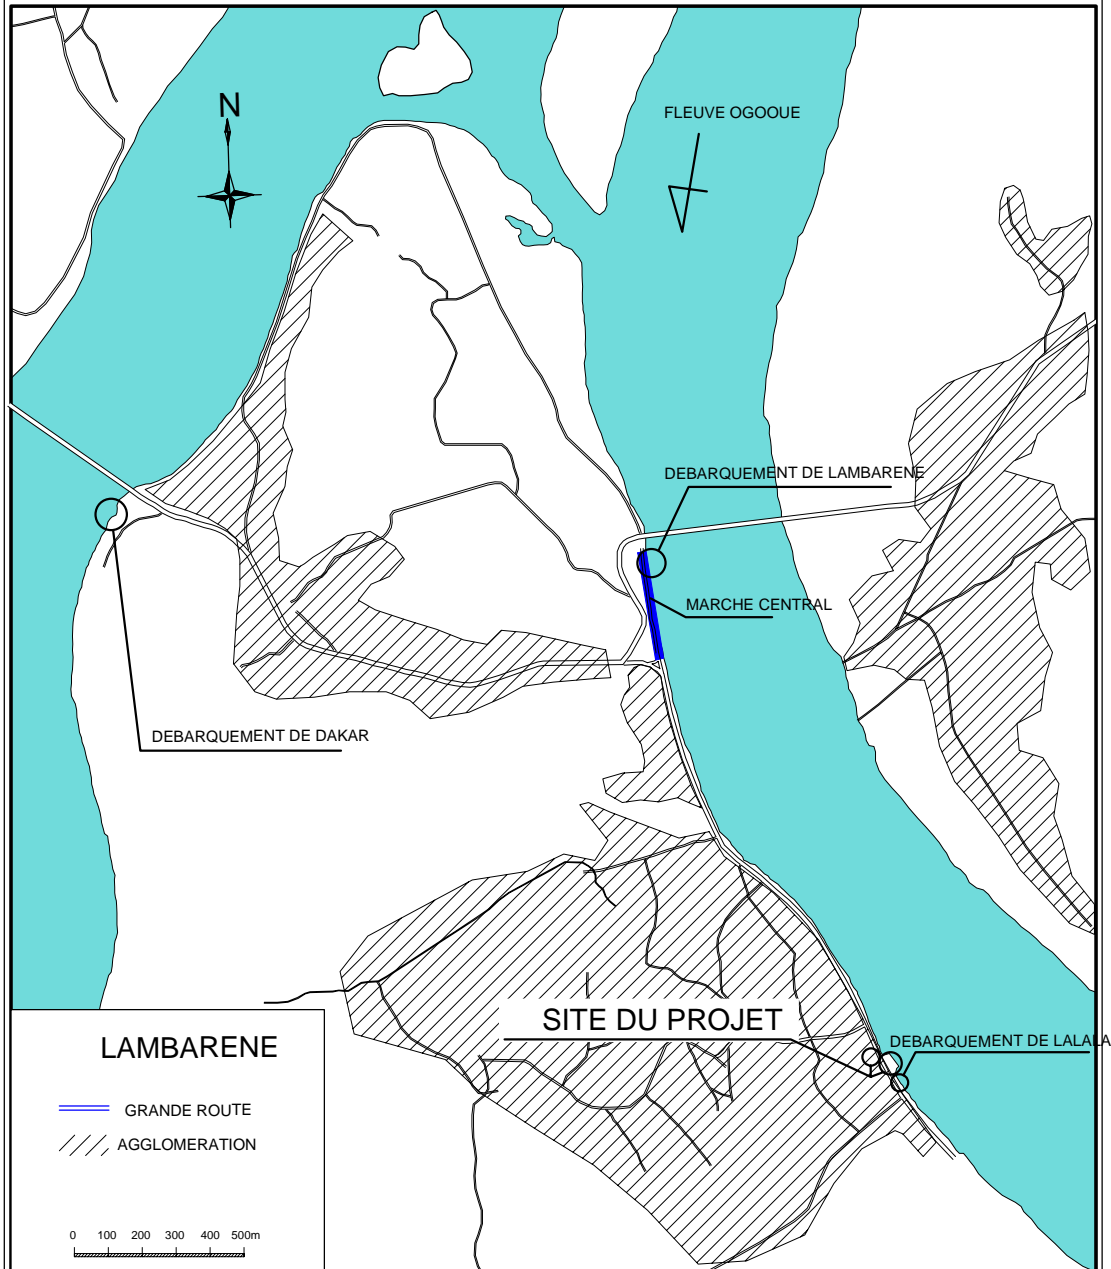 N
FLEUVE OGOOUE
DEBARQUEMENT DE LAMBARENE
MARCHE CENTRAL
DEBARQUEMENT DE DAKAR
SITE DU PROJET
DEBARQUEMENT DE LALALA
LAMBARENE
GRANDE ROUTE
AGGLOMERATION
0 100 200 300 400 500m